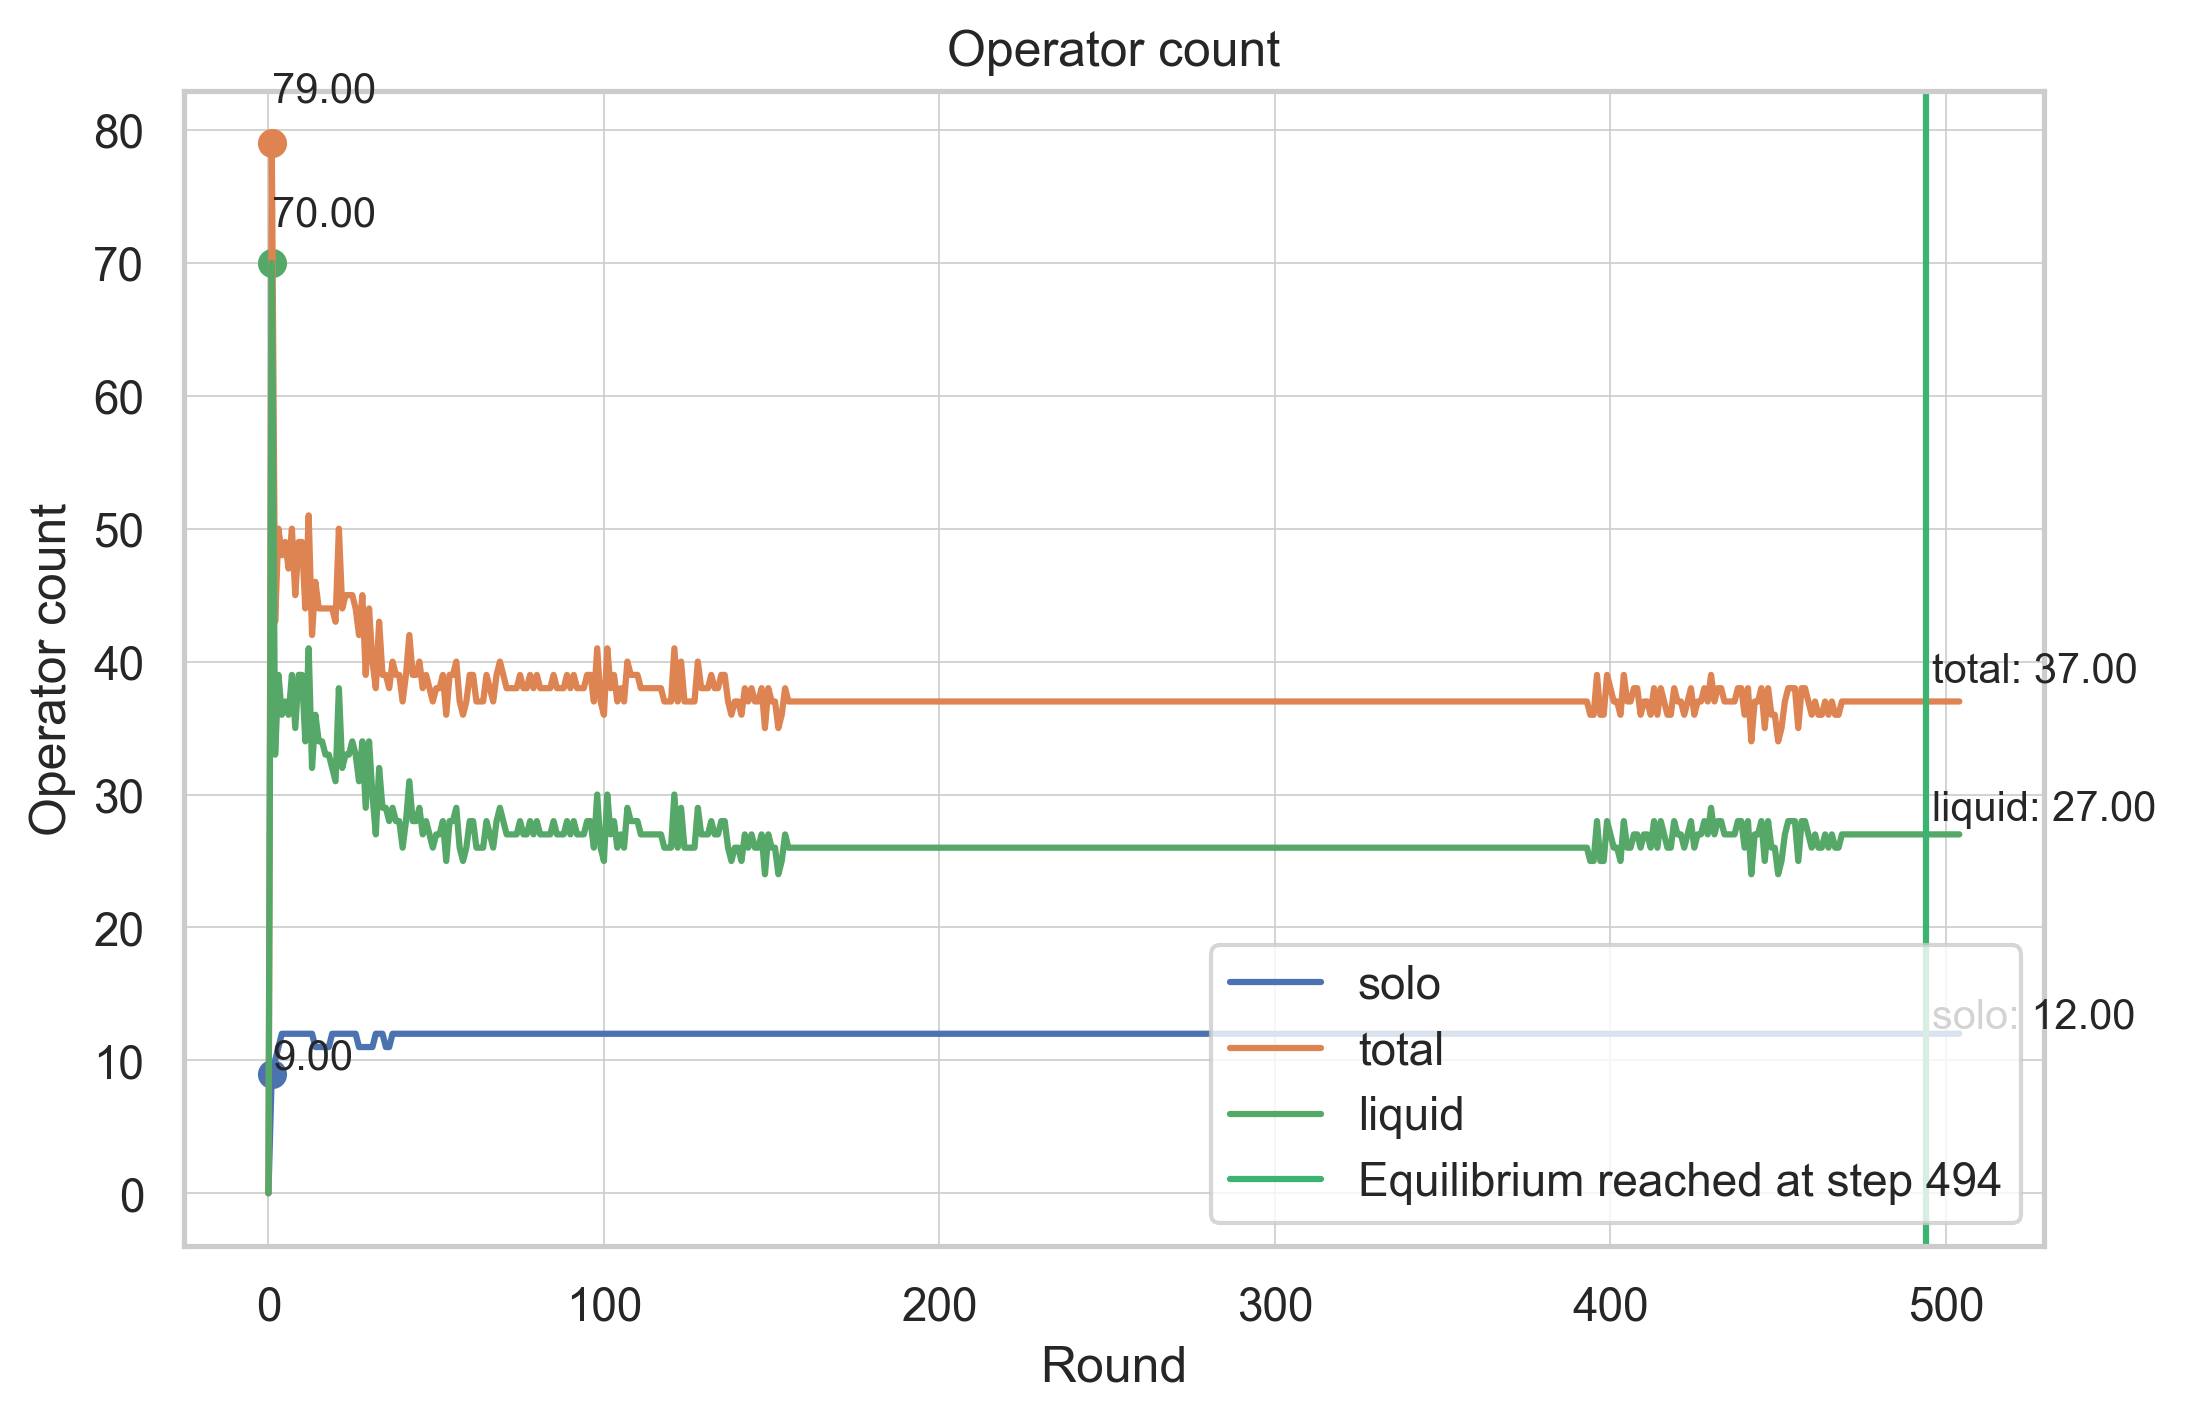 Operator count
79.00
80
70.00
70
60
50
Operator count
40
total: 37.00
30
liquid: 27.00
20
solo
solo: 12.00
total
9.00
10
liquid
Equilibrium reached at step 494
0
0
100
200
300
400
500
Round